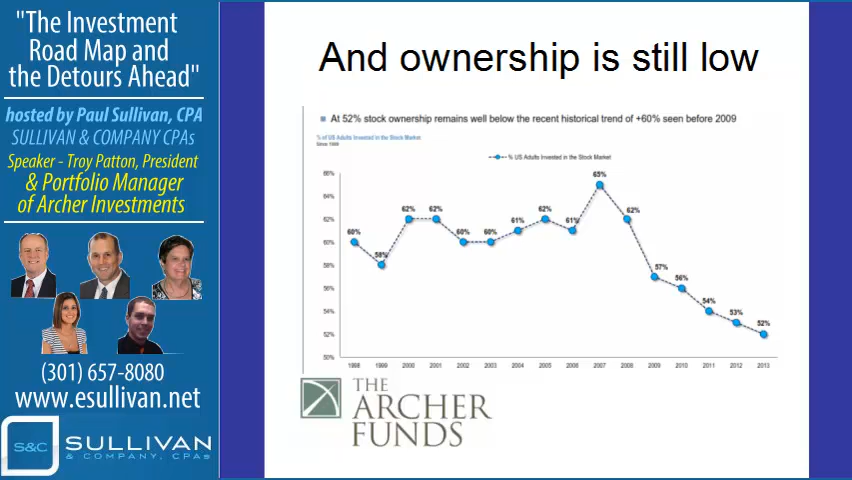 "The Investment
Road Map and
the Detours Ahead"
hosted by Paul Sullivan, CPA
SULLIVAN & COMPANY CPAs
Speaker - Troy Patton, President
& Portfolio Manager
of Archer Investments
(301) 657-8080
www.esullivan.net
S&C SULLIVAN
& COMPANY, CPAs
And ownership is still low
At 52% stock ownership remains well below the recent historical trend of +60% seen before 2009
% of US Adults Invested in the Stock Market
Since 1998
% US Adults Invested in the Stock Market
66%
64%
62%
60%
58%
56%
54%
52%
50%
60% 58% 62% 62% 60% 60% 61% 62% 61% 65% 62% 57% 56% 54% 53% 52%
1998 1999 2000 2001 2002 2003 2004 2005 2006 2007 2008 2009 2010 2011 2012 2013
THE
ARCHER
FUNDS